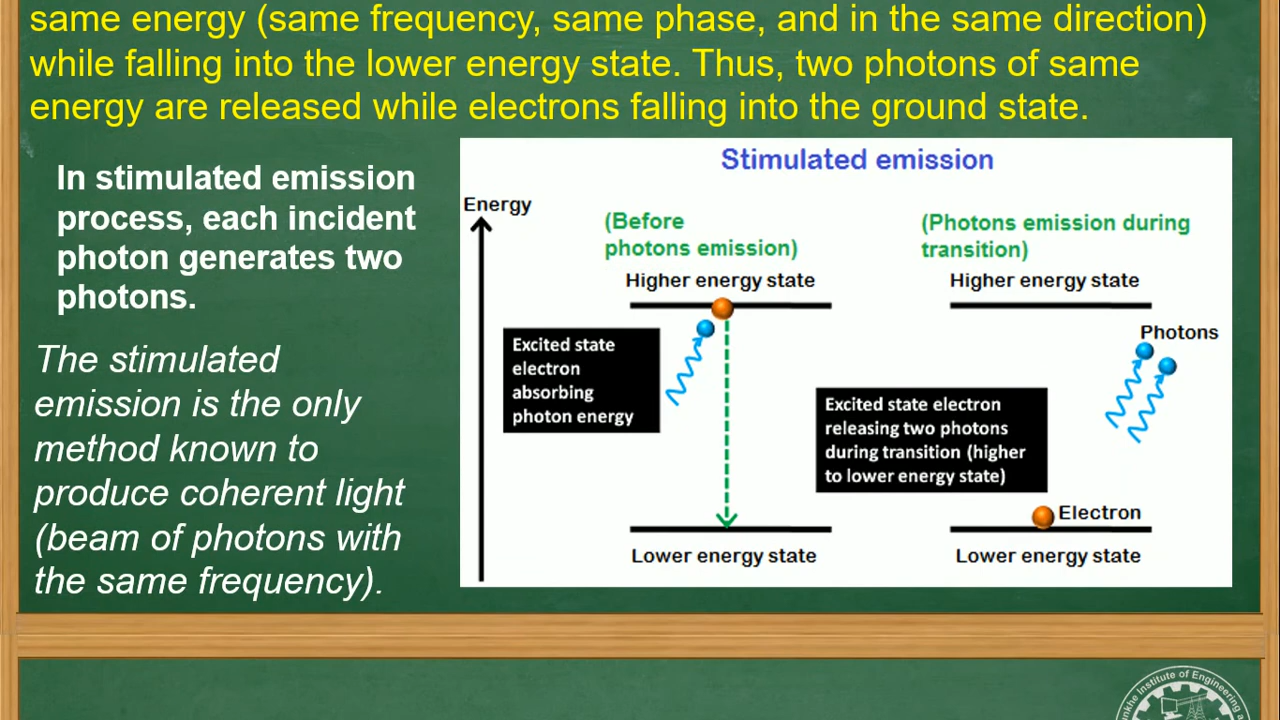 same energy (same frequency, same phase, and in the same direction)
while falling into the lower energy state. Thus, two photons of same
energy are released while electrons falling into the ground state.
In stimulated emission
process, each incident
photon generates two
photons.
The stimulated
emission is the only
method known to
produce coherent light
(beam of photons with
the same frequency).
Stimulated emission
Energy
(Before
photons emission)
Higher energy state
Excited state
electron
absorbing
photon energy
Lower energy state
(Photons emission during
transition)
Higher energy state
Photons
Excited state electron
releasing two photons
during transition (higher
to lower energy state)
Electron
Lower energy state
Institute of Engineering